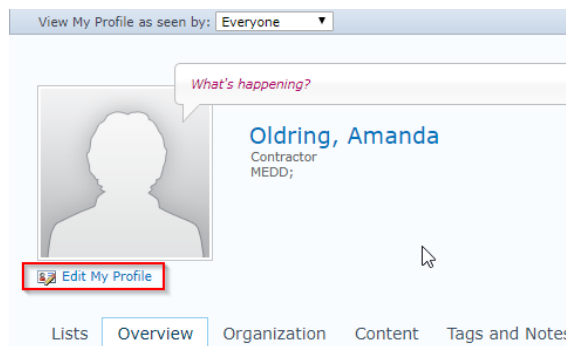 View My Profile as seen by: Everyone
What's happening?
Oldring, Amanda
Contractor
MEDD;
Edit My Profile
Lists Overview Organization Content Tags and Notes